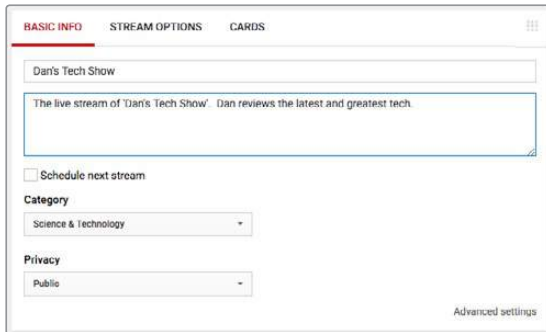 BASIC INFO STREAM OPTIONS CARDS
Dan's Tech Show
The live stream of 'Dan's Tech Show'. Dan reviews the latest and greatest tech.
Schedule next stream
Category
Science & Technology
Privacy
Public
Advanced settings